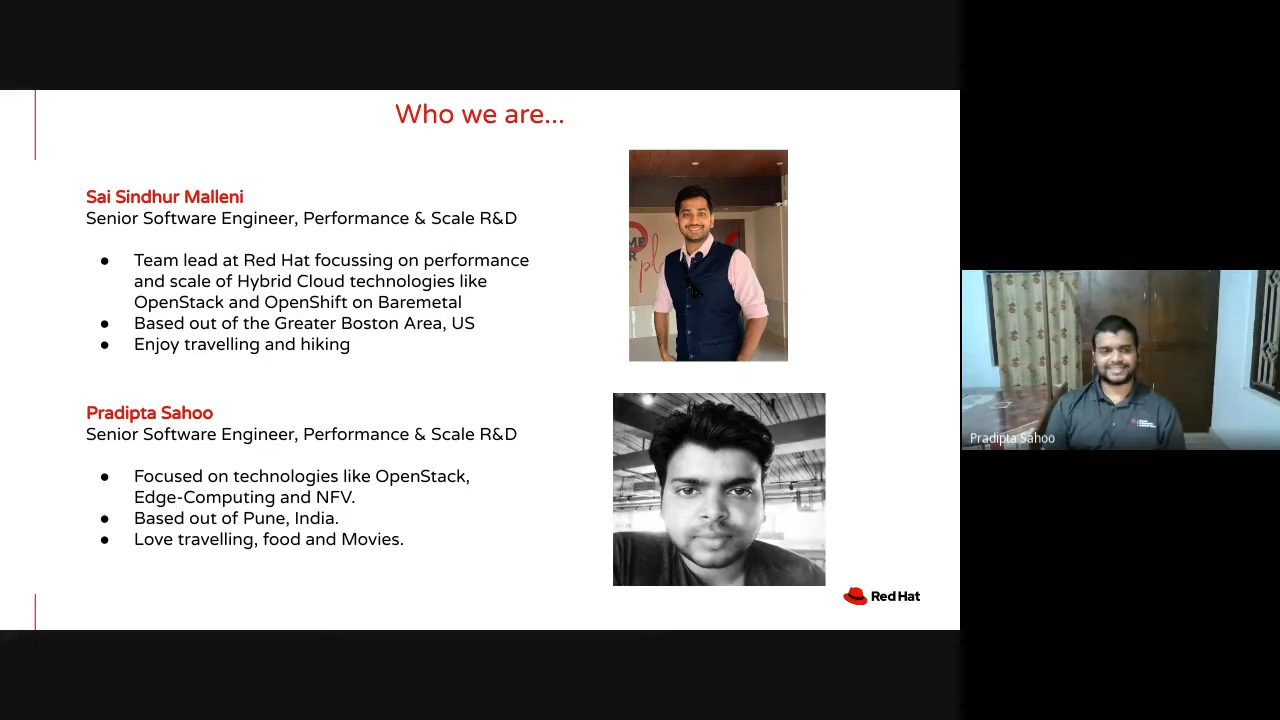 Who we are...
Sai Sindhur Malleni
Senior Software Engineer, Performance & Scale R&D
● Team lead at Red Hat focussing on performance
and scale of Hybrid Cloud technologies like
OpenStack and OpenShift on Baremetal
● Based out of the Greater Boston Area, US
● Enjoy travelling and hiking
Pradipta Sahoo
Senior Software Engineer, Performance & Scale R&D
● Focused on technologies like OpenStack,
Edge-Computing and NFV.
● Based out of Pune, India.
● Love travelling, food and Movies.
Red Hat
Pradipta Sahoo